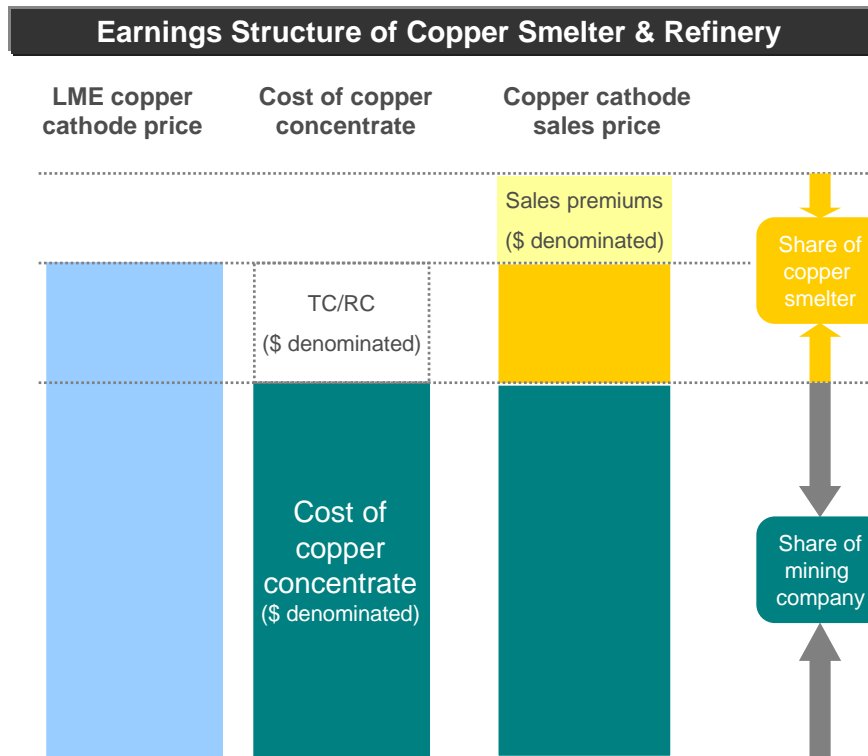 Earnings Structure of Copper Smelter & Refinery
LME copper
cathode price
Cost of copper
concentrate
Copper cathode
sales price
Sales premiums
($ denominated)
Share of
copper
smelter
TC/RC
($ denominated)
Cost of
copper
concentrate
($ denominated)
Share of
mining
company